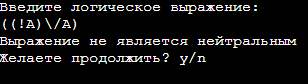 Введите логическое выражение:
((!A)\/A)
Выражение не является нейтральным
Желаете продолжить? y/n